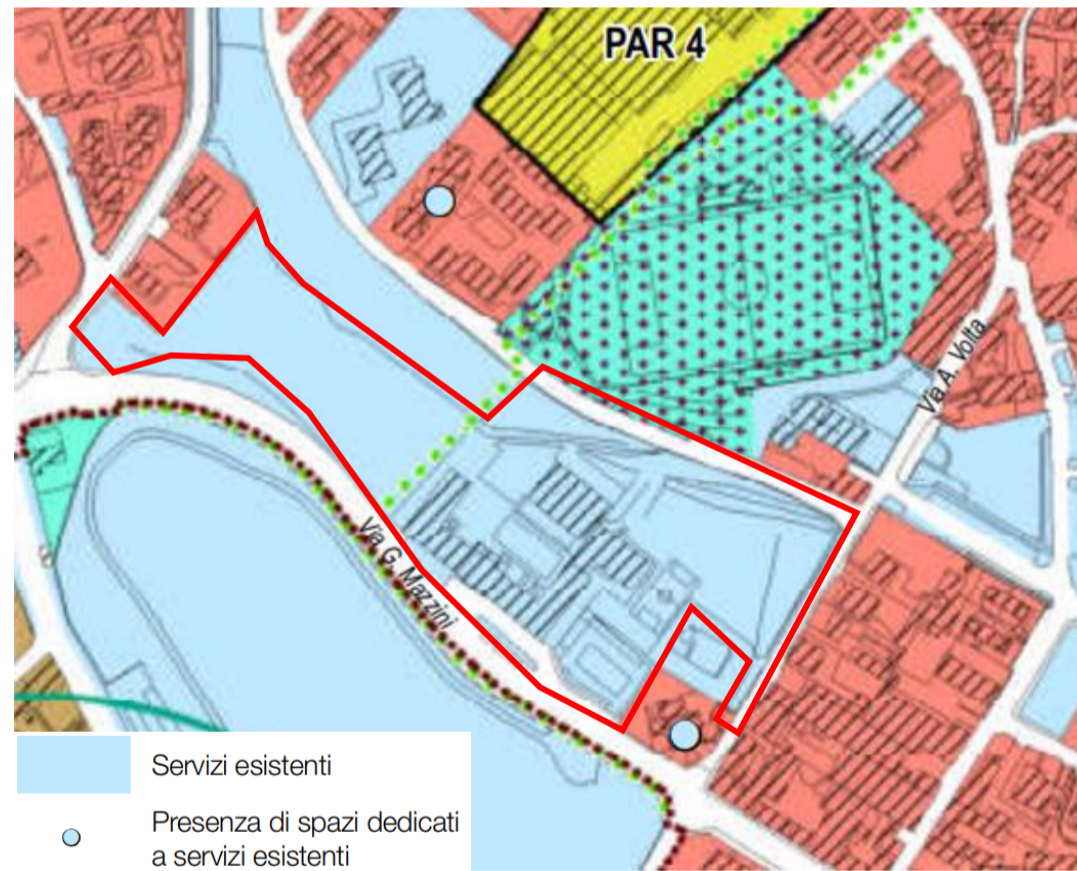 PAR 4
Via A. Volta
Via G. Mazzini
Servizi esistenti
Presenza di spazi dedicati
a servizi esistenti